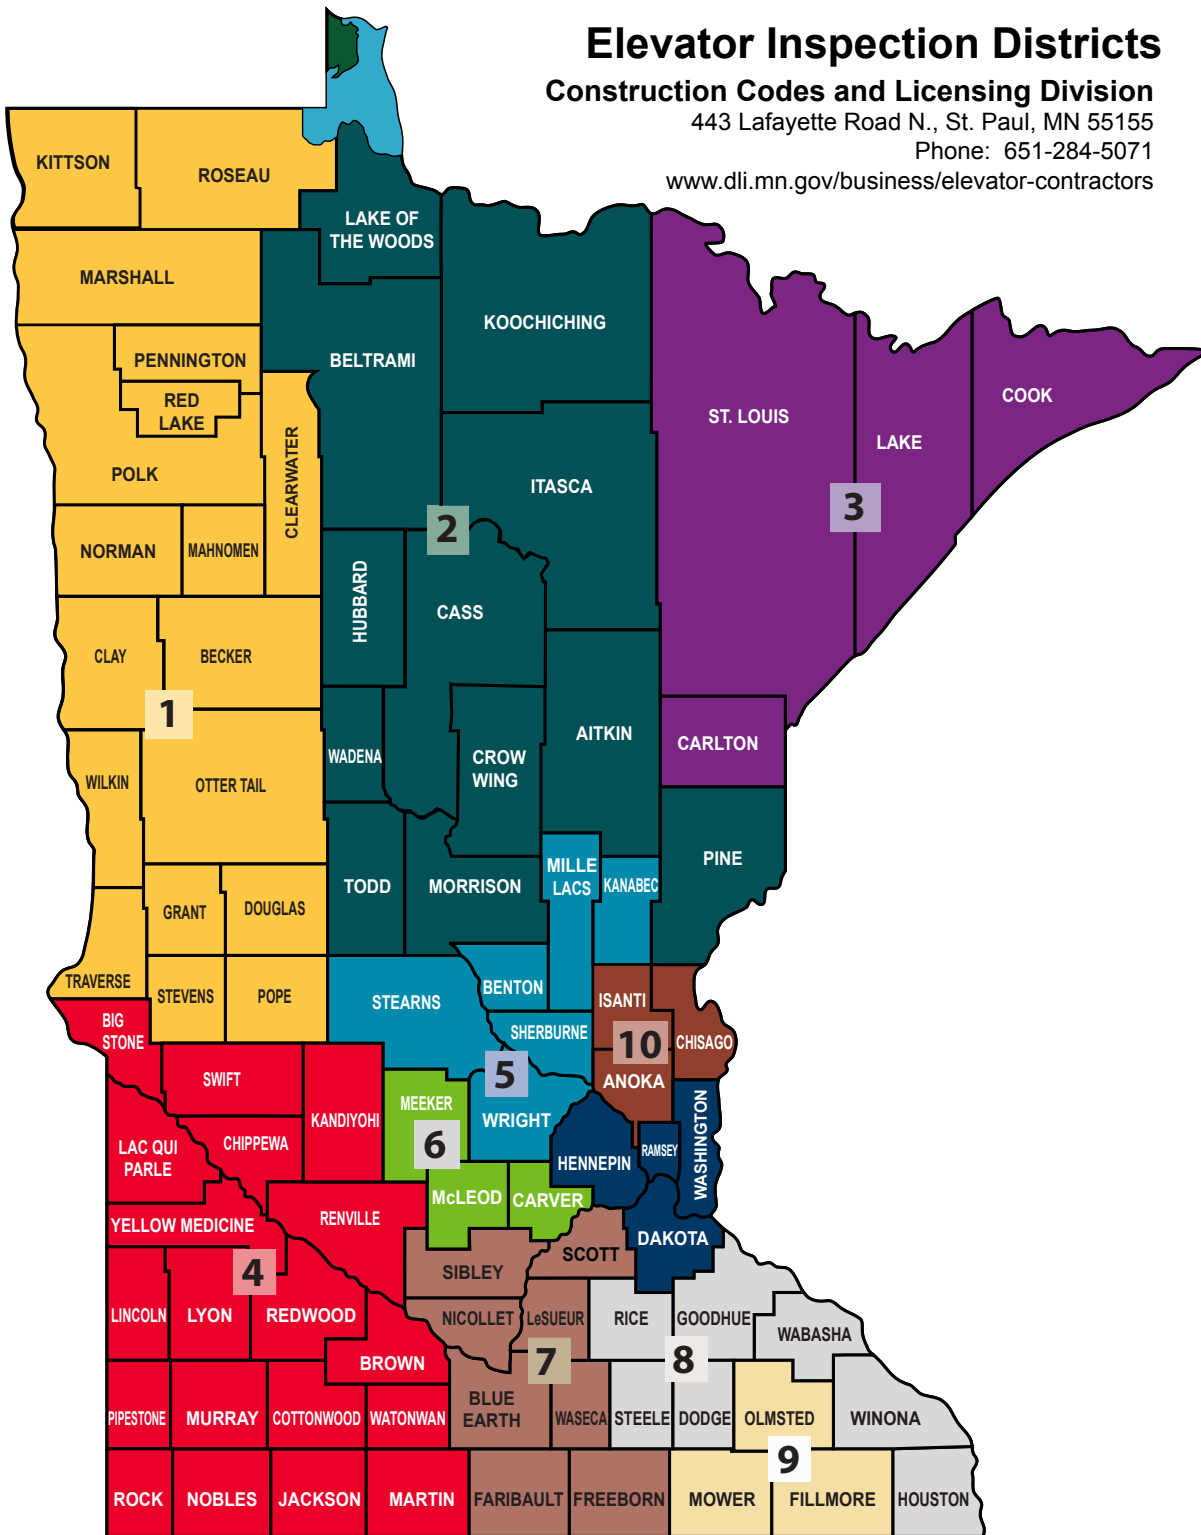 Elevator Inspection Districts
Construction Codes and Licensing Division
443 Lafayette Road N., St. Paul, MN 55155
Phone: 651-284-5071
www.dli.mn.gov/business/elevator-contractors
KITTSON
ROSEAU
LAKE OF
THE WOODS
MARSHALL
KOOCHICHING
PENNINGTON
BELTRAMI
RED
LAKE
COOK
ST. LOUIS
LAKE
POLK
CLEARWATER
ITASCA
3
2
NORMAN
MAHNOMEN
HUBBARD
CASS
CLAY
BECKER
1
AITKIN
CARLTON
WADENA
CROW
WING
WILKIN
OTTER TAIL
PINE
MILLE
LACS
KANABEC
TODD
MORRISON
GRANT
DOUGLAS
TRAVERSE
STEVENS
POPE
STEARNS
BENTON
ISANTI
BIG
STONE
SHERBURNE
10
CHISAGO
SWIFT
5
ANOKA
MEEKER
KANDIYOHI
WRIGHT
WASHINGTON
LAC QUI
PARLE
CHIPPEWA
6
RAMSEY
HENNEPIN
McLEOD
CARVER
YELLOW MEDICINE
RENVILLE
DAKOTA
SCOTT
4
SIBLEY
LINCOLN
LYON
REDWOOD
NICOLLET
LeSUEUR
RICE
GOODHUE
WABASHA
BROWN
7
8
BLUE
EARTH
PIPESTONE
MURRAY
COTTONWOOD
WATONWAN
WASECA
STEELE
DODGE
OLMSTED
WINONA
9
ROCK
NOBLES
JACKSON
MARTIN
FARIBAULT
FREEBORN
MOWER
FILLMORE
HOUSTON